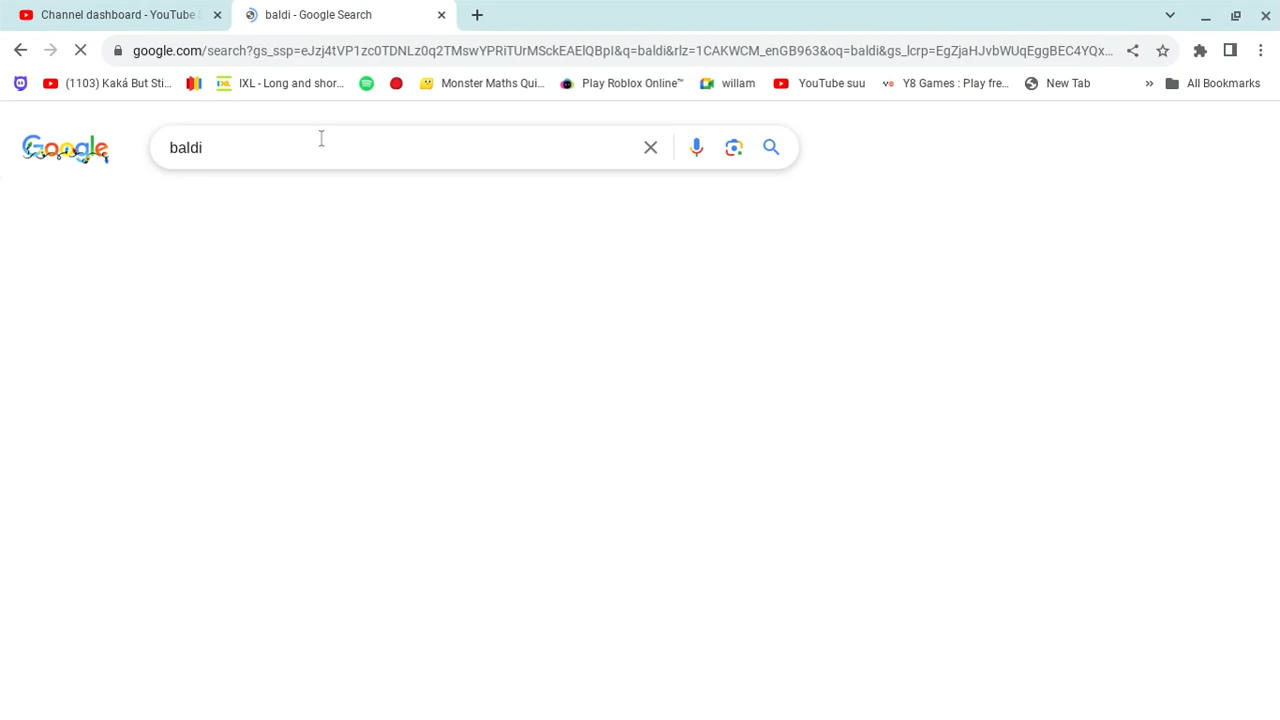 Channel dashboard - YouTube S
baldi - Google Search
google.com/search?gs_ssp=eJzj4tVP1zc0TDNLz0q2TMswYPRiTUrMSckEAElQBpI&q=baldi&rlz=1CAKWCM_enGB963&oq=baldi&gs_lcrp=EgZjaHJvbWUqEggBEC4YQx...
(1103) Kaká But Sti...
IXL - Long and shor...
Monster Maths Qui...
Play Roblox Online™
willam
YouTube suu
Y8 Games : Play fre...
New Tab
»
All Bookmarks
Google
baldi